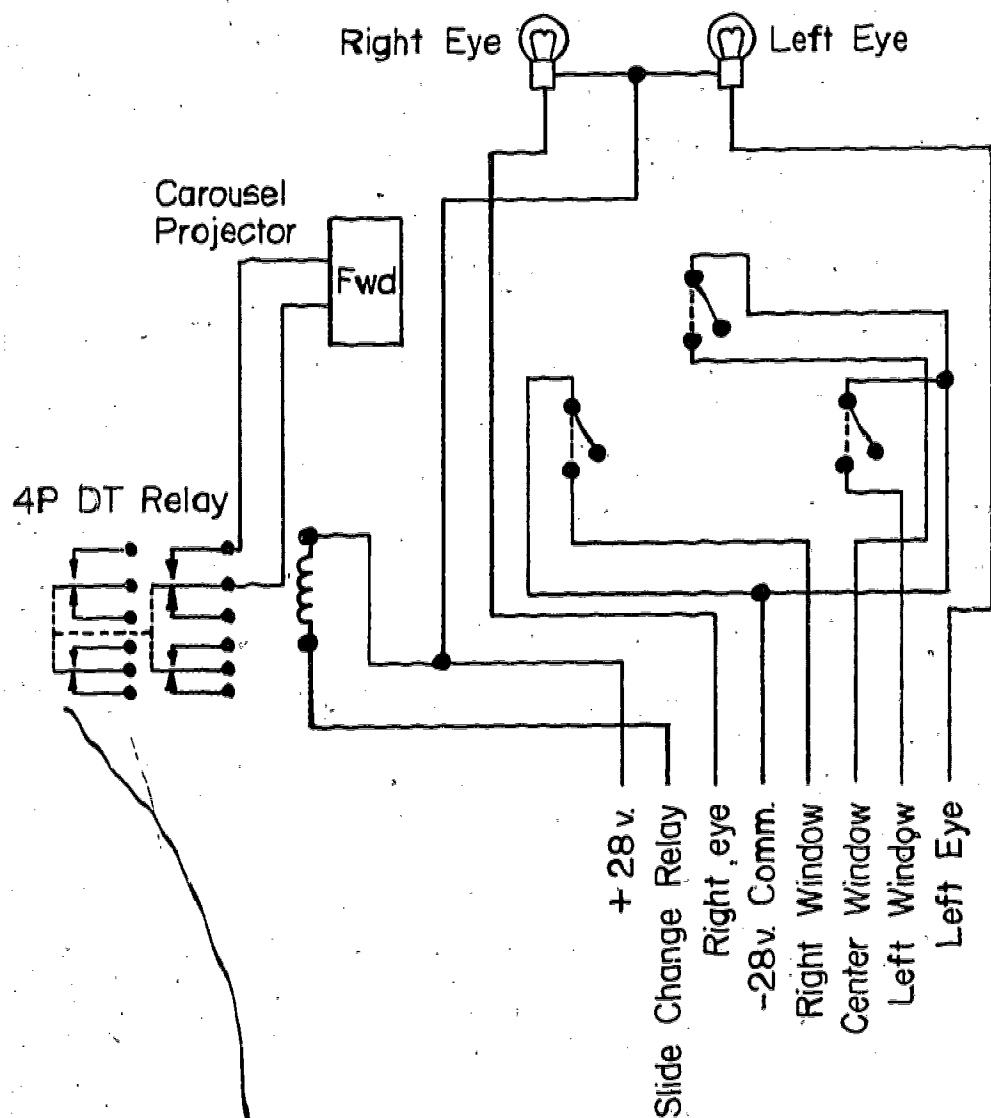 Right Eye
Left Eye
Carousel
Projector
Fwd
4P DT Relay
+28v.
Slide Change Relay
Right eye
-28v. Comm.
Right Window
Center Window
Left Window
Left Eye